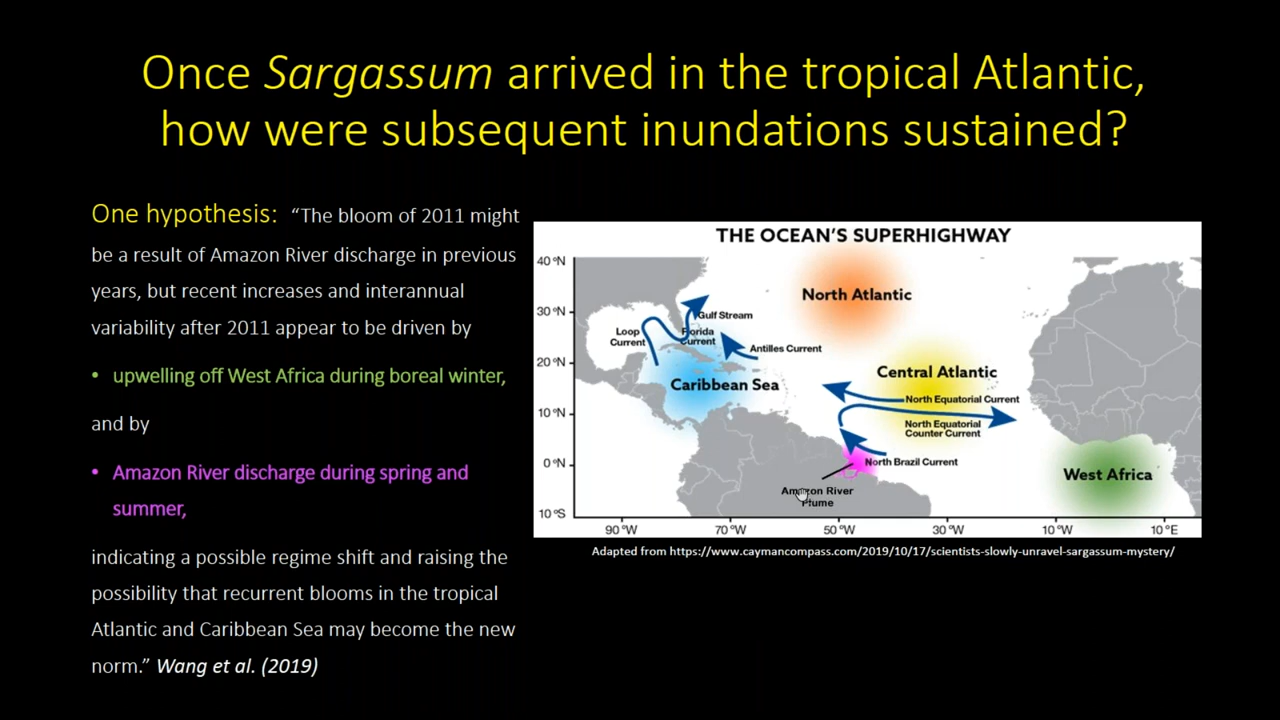 Once Sargassum arrived in the tropical Atlantic,
how were subsequent inundations sustained?
One hypothesis: “The bloom of 2011 might
be a result of Amazon River discharge in previous
years, but recent increases and interannual
variability after 2011 appear to be driven by
• upwelling off West Africa during boreal winter,
and by
• Amazon River discharge during spring and
summer,
indicating a possible regime shift and raising the
possibility that recurrent blooms in the tropical
Atlantic and Caribbean Sea may become the new
norm.” Wang et al. (2019)
THE OCEAN’S SUPERHIGHWAY
40 °N
30 °N
20 °N
10 °N
0 °N
10 °S
90 °W
70 °W
50 °W
30 °W
10 °W
10 °E
North Atlantic
Gulf Stream
Loop
Current
Florida
Current
Antilles Current
Caribbean Sea
Central Atlantic
North Equatorial Current
North Equatorial
Counter Current
North Brazil Current
West Africa
Amazon River
Plume
Adapted from https://www.caymancompass.com/2019/10/17/scientists-slowly-unravel-sargassum-mystery/